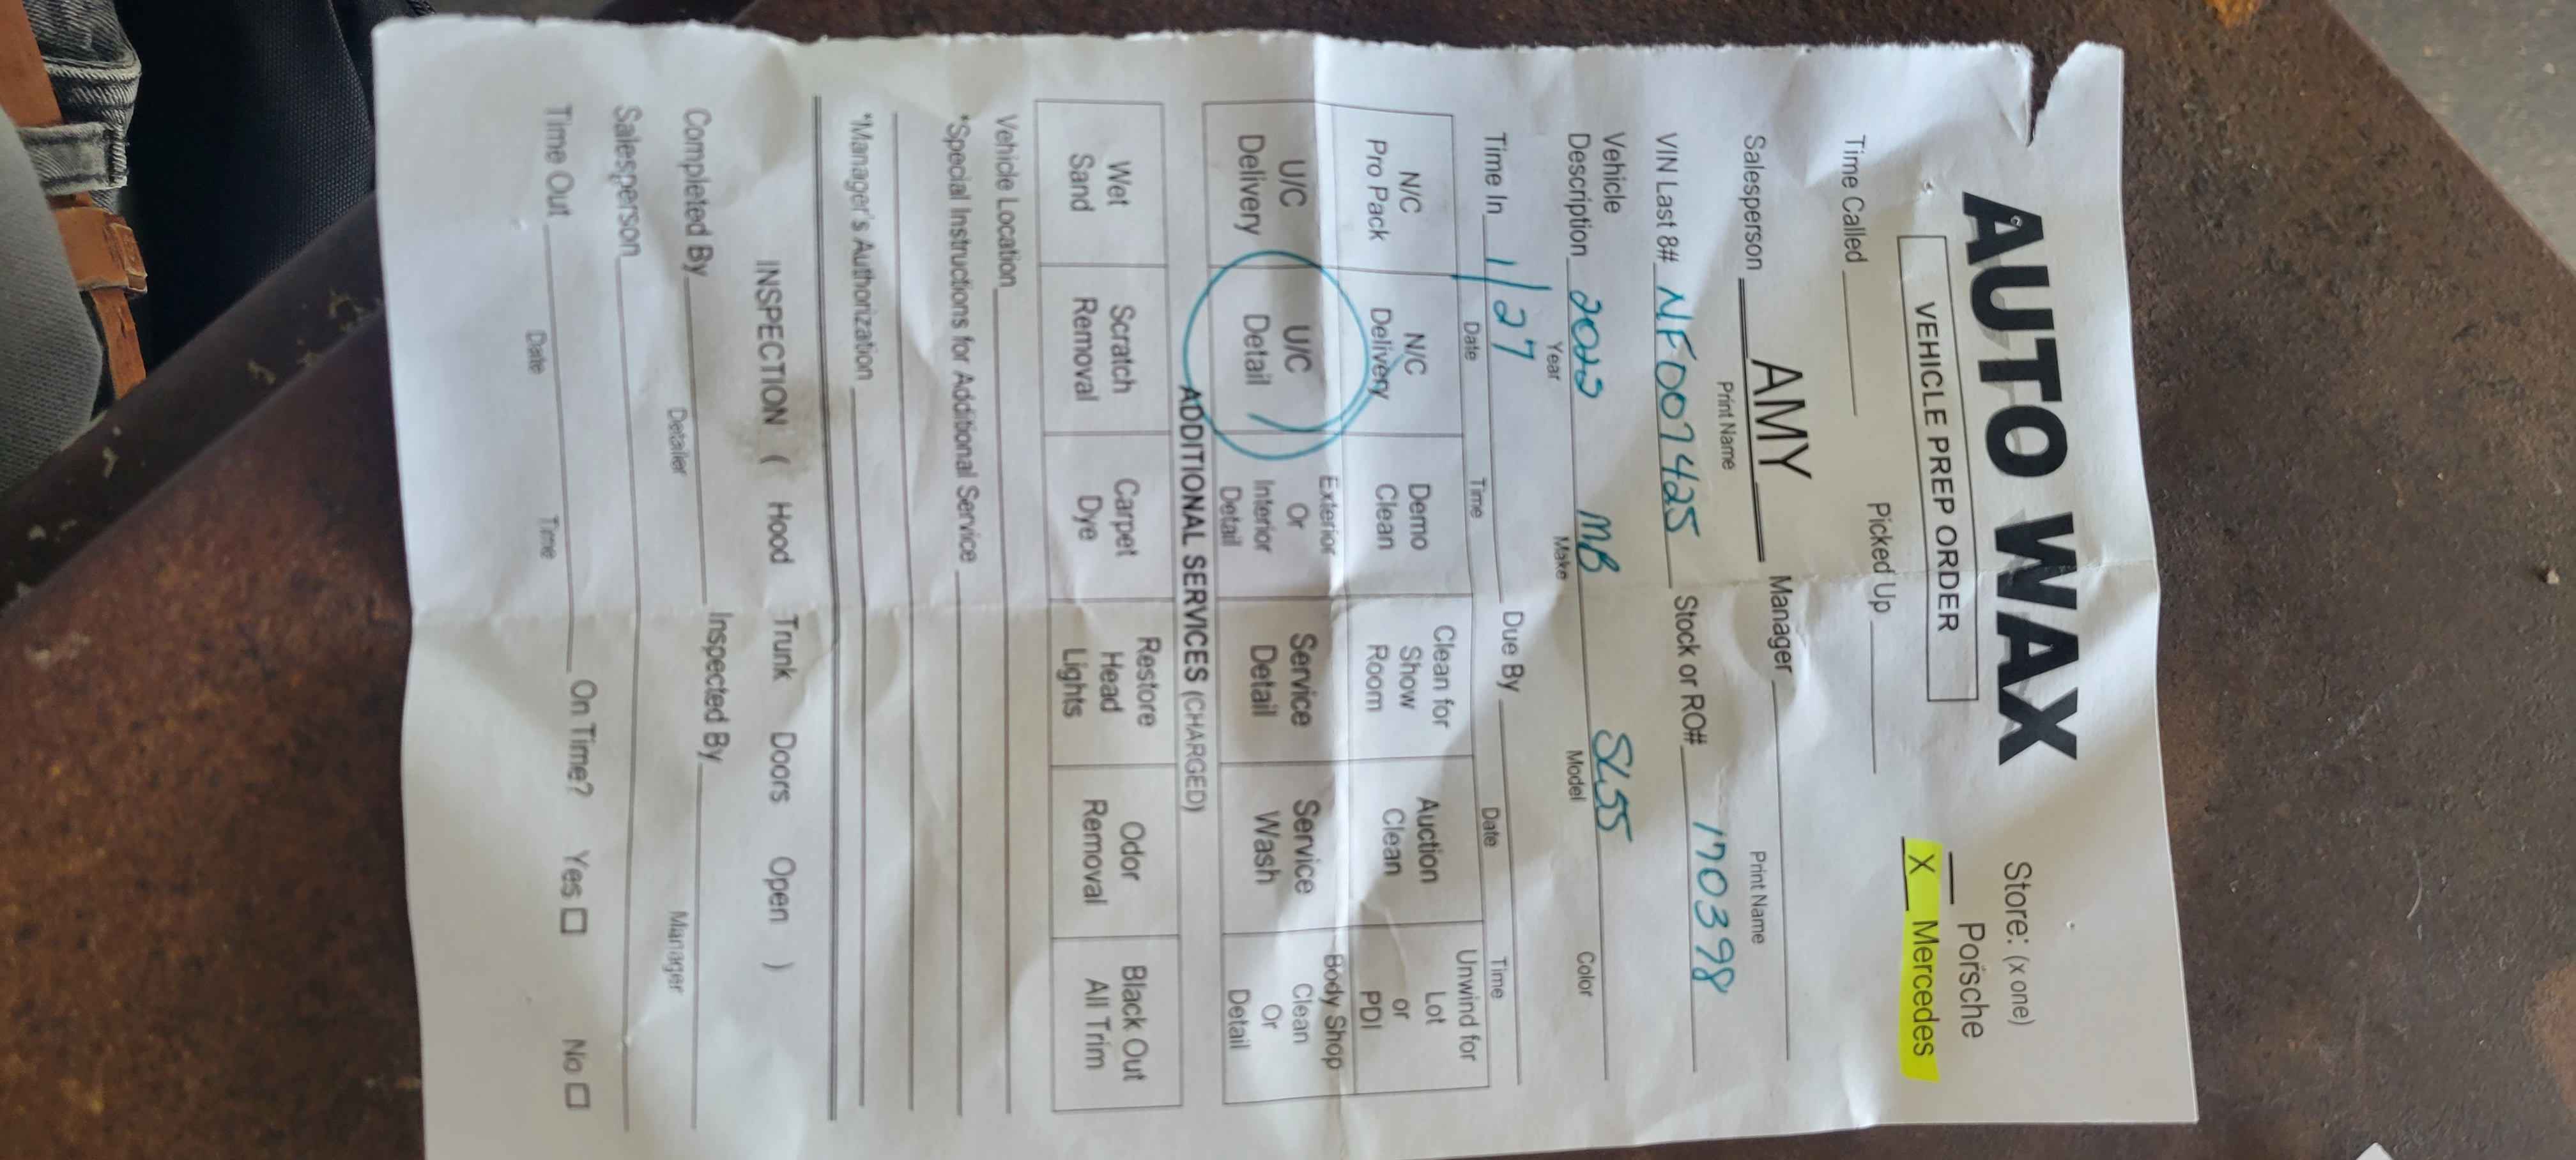 AUTO WAX
VEHICLE PREP ORDER
Store: (x one)
Porsche
X Mercedes
Time Called Picked Up
Salesperson AMY Manager
Print Name Print Name
VIN Last 8# NF007425 Stock or RO# 170398
Vehicle
Description 2022 MB SL55
Year Make Model Color
Time In 1/27 Due By
Date Time Date Time
N/C Pro Pack
N/C Delivery
Demo Clean
Clean for Show Room
Auction Clean
Unwind for Lot or PDI
U/C Delivery
U/C Detail
Exterior Or Interior Detail
Service Detail
Service Wash
Body Shop Clean Or Detail
ADDITIONAL SERVICES (CHARGED)
Wet Sand
Scratch Removal
Carpet Dye
Restore Head Lights
Odor Removal
Black Out All Trim
Vehicle Location
*Special Instructions for Additional Service
*Manager's Authorization
INSPECTION ( Hood Trunk Doors Open )
Completed By Inspected By
Detailer Manager
Salesperson
Time Out On Time? Yes □ No □
Date Time